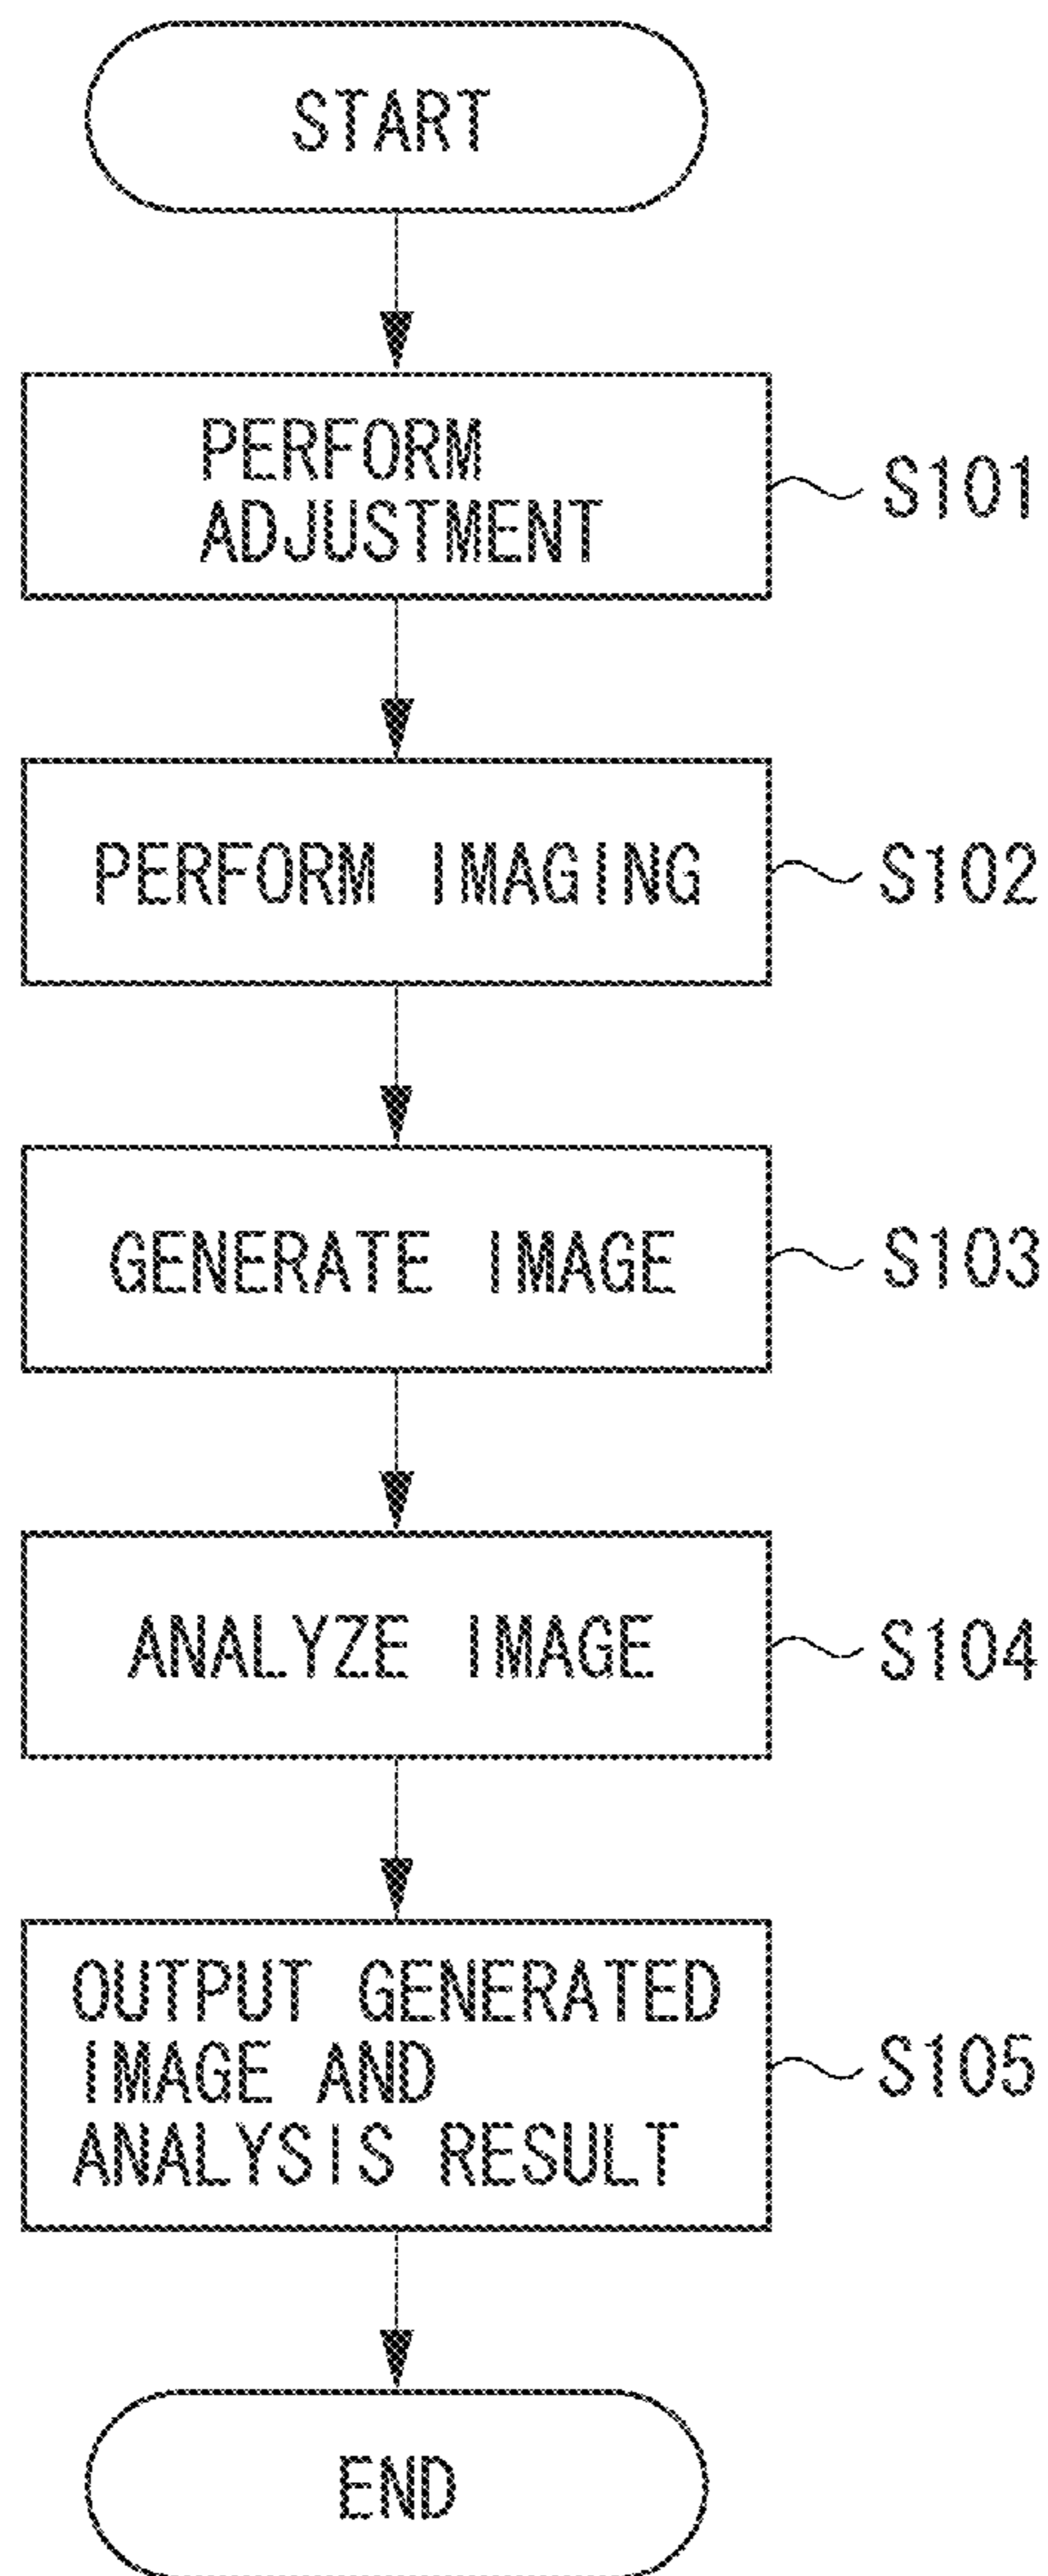 START
PERFORM
ADJUSTMENT
S101
PERFORM IMAGING
S102
GENERATE IMAGE
S103
ANALYZE IMAGE
S104
OUTPUT GENERATED
IMAGE AND
ANALYSIS RESULT
S105
END